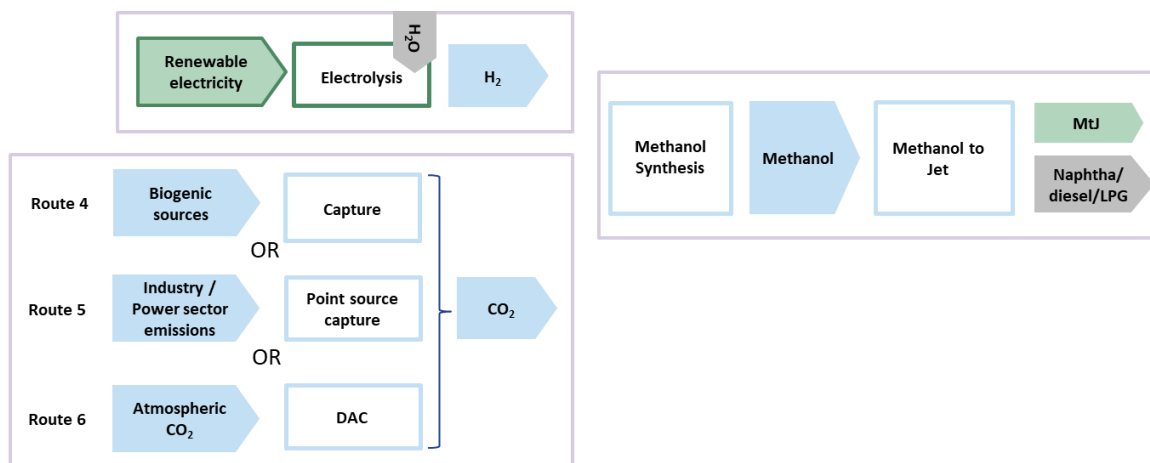 Renewable
electricity
Electrolysis
H₂O
H₂
Route 4
Biogenic
sources
Capture
OR
Route 5
Industry /
Power sector
emissions
Point source
capture
CO₂
OR
Route 6
Atmospheric
CO₂
DAC
Methanol
Synthesis
Methanol
Methanol to
Jet
MtJ
Naphtha/
diesel/LPG